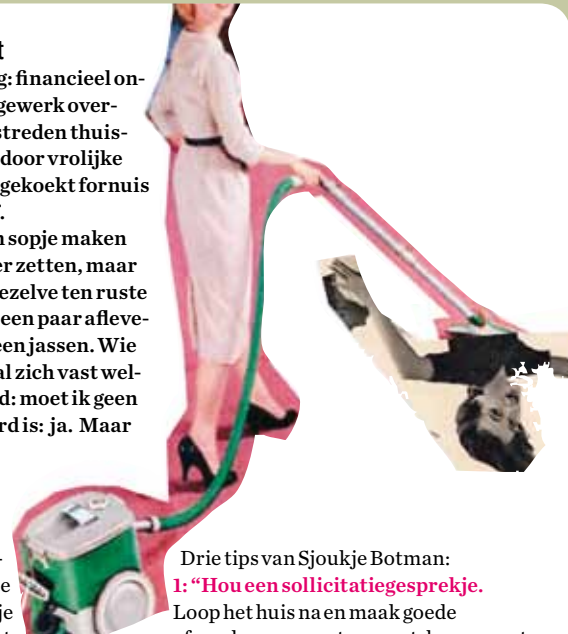 g: financieel on-
gewerk over-
streden thuis-
door vrolijke
gekoekt fornuis
sopje maken
er zetten, maar
ezelve ten ruste
een paar afleve-
een jassen. Wie
al zich vast wel-
d: moet ik geen
rd is: ja. Maar
e
je
Drie tips van Sjoukje Botman:
1: “Hou een sollicitatiegesprekje.
Loop het huis na en maak goede